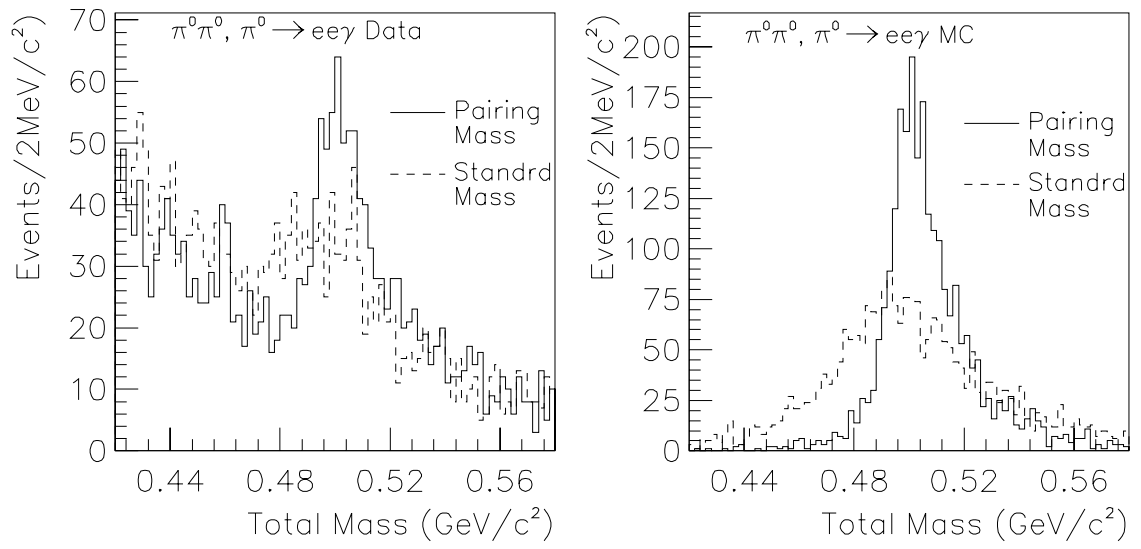 π⁰π⁰, π⁰ → eeγ Data
Events/2MeV/c²)
70
60
50
40
30
20
10
0
Pairing
Mass
Standrd
Mass
0.44 0.48 0.52 0.56
Total Mass (GeV/c²)
π⁰π⁰, π⁰ → eeγ MC
Events/2MeV/c²)
200
175
150
125
100
75
50
25
0
Pairing
Mass
Standrd
Mass
0.44 0.48 0.52 0.56
Total Mass (GeV/c²)